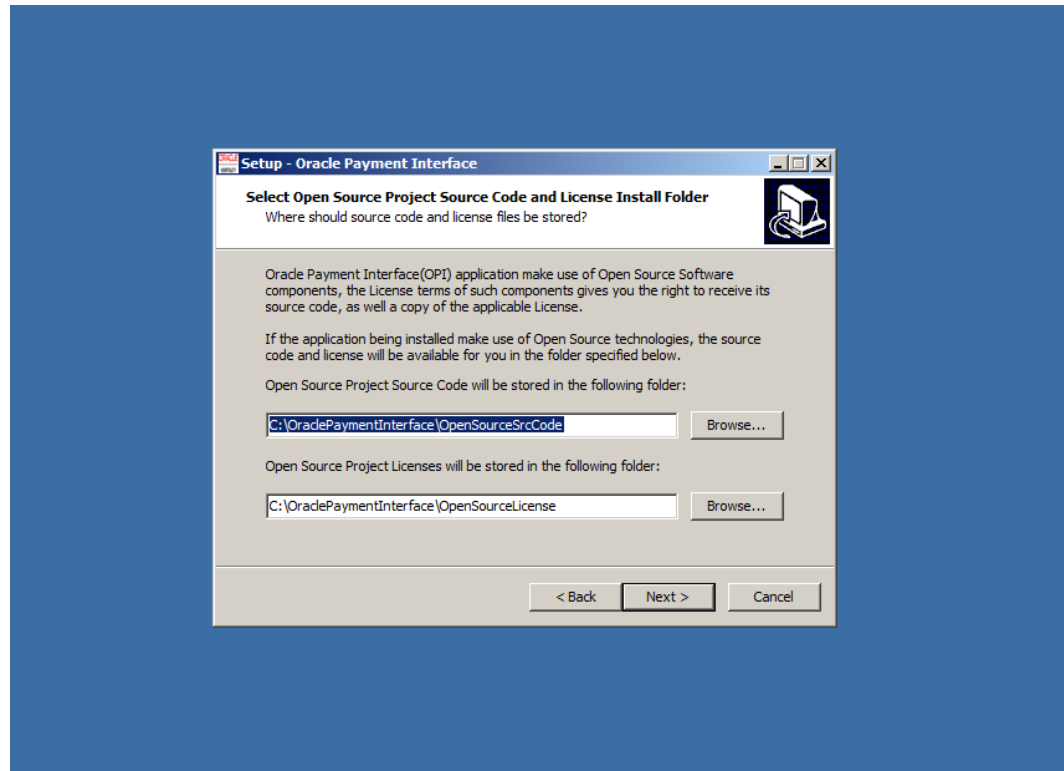 Setup - Oracle Payment Interface
Select Open Source Project Source Code and License Install Folder
Where should source code and license files be stored?
Oracle Payment Interface(OPI) application make use of Open Source Software
components, the License terms of such components gives you the right to receive its
source code, as well a copy of the applicable License.
If the application being installed make use of Open Source technologies, the source
code and license will be available for you in the folder specified below.
Open Source Project Source Code will be stored in the following folder:
C:\OraclePaymentInterface\OpenSourceSrcCode
Browse...
Open Source Project Licenses will be stored in the following folder:
C:\OraclePaymentInterface\OpenSourceLicense
Browse...
< Back
Next >
Cancel